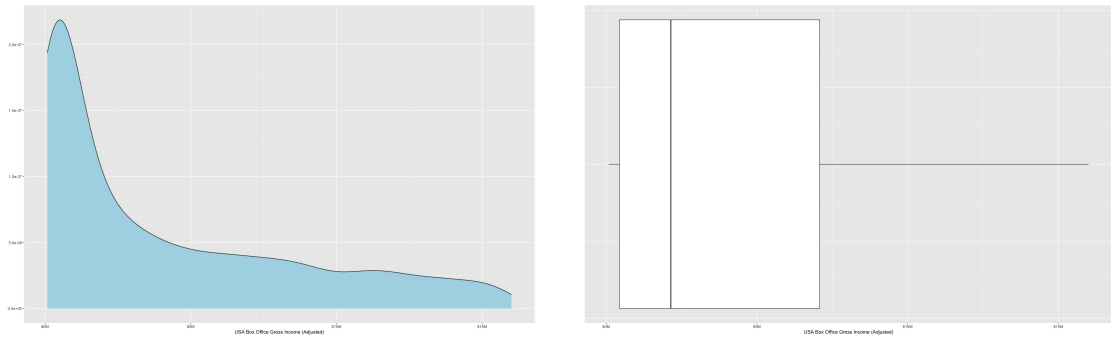 2.0e-07
1.5e-07
1.0e-07
5.0e-08
0.0e+00
$0M $5M $10M $15M
USA Box Office Gross Income (Adjusted)
$0M $5M $10M $15M
USA Box Office Gross Income (Adjusted)